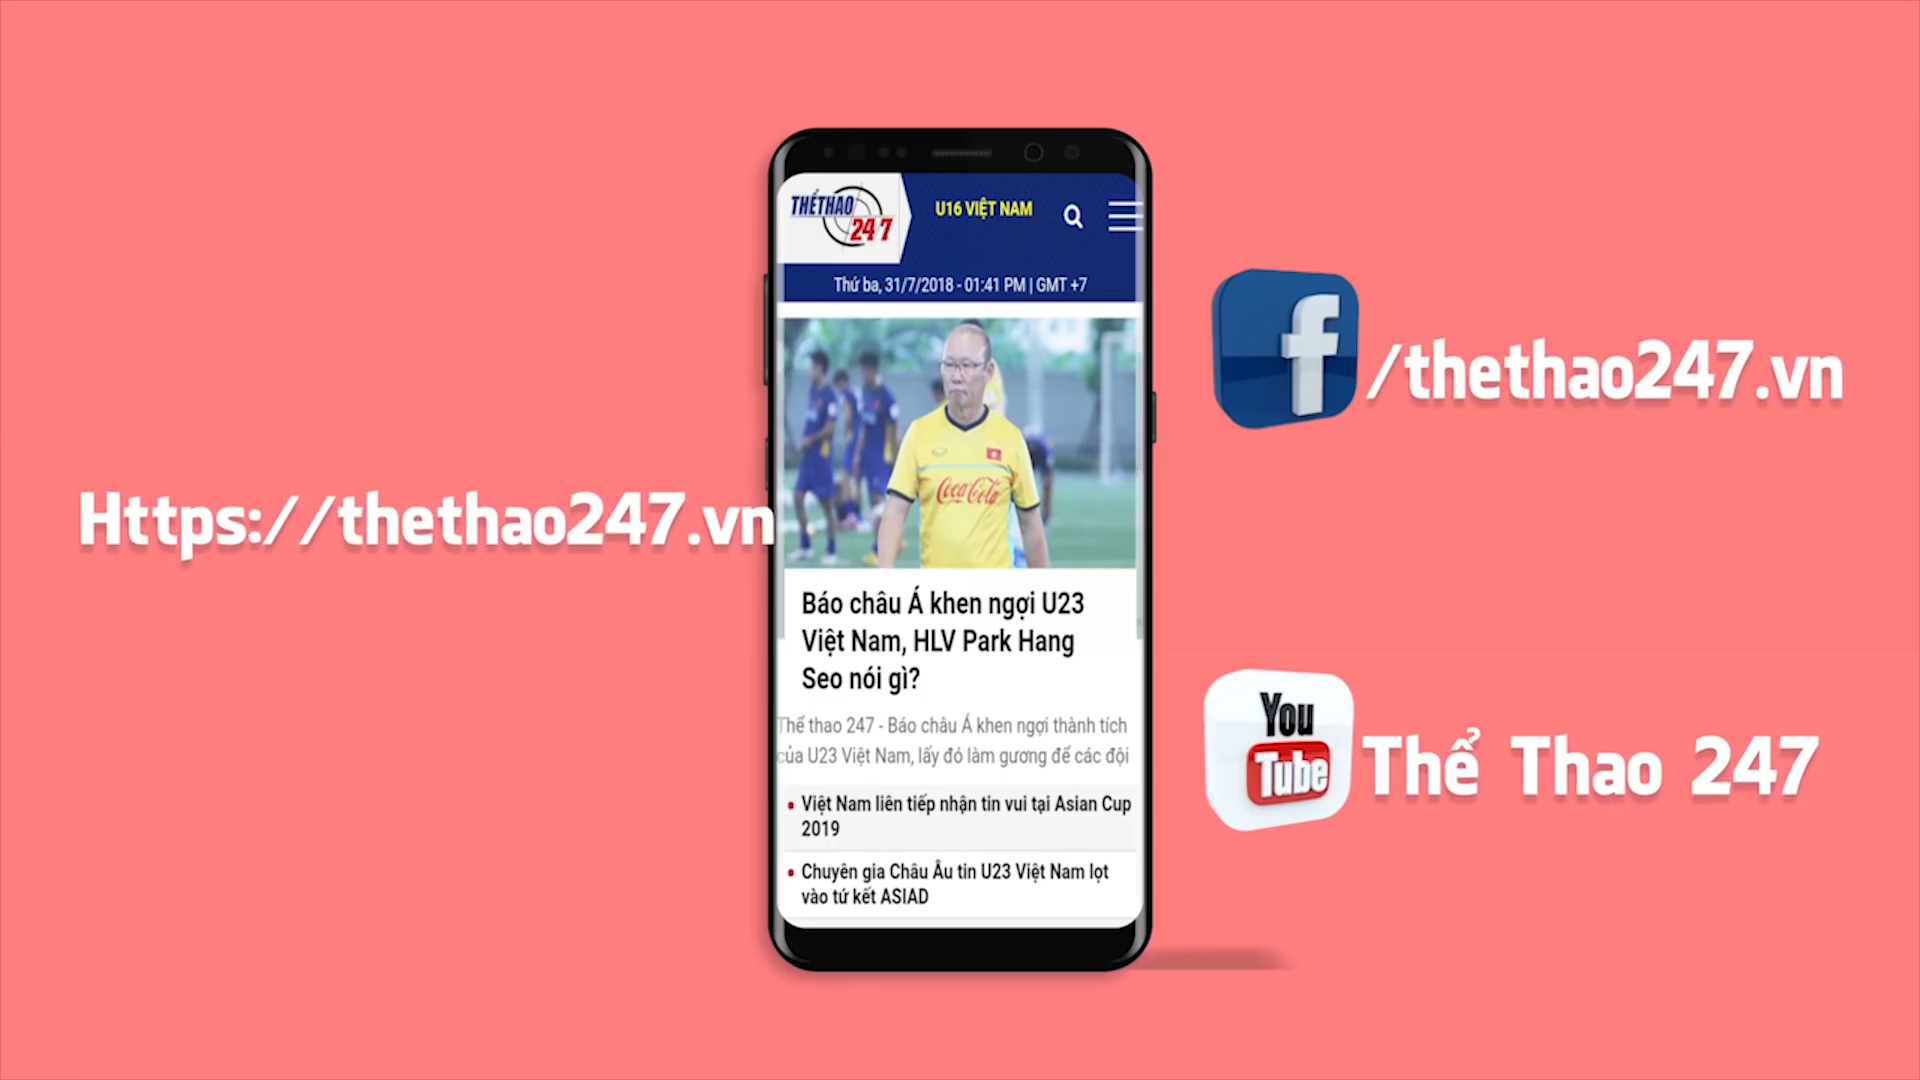 Https://thethao247.vn
THỂTHAO
247
U16 VIỆT NAM
Thứ ba, 31/7/2018 - 01:41 PM | GMT +7
Coca-Cola
Báo châu Á khen ngợi U23
Việt Nam, HLV Park Hang
Seo nói gì?
Thể thao 247 - Báo châu Á khen ngợi thành tích
của U23 Việt Nam, lấy đó làm gương để các đội
Việt Nam liên tiếp nhận tin vui tại Asian Cup
2019
Chuyên gia Châu Âu tin U23 Việt Nam lọt
vào tứ kết ASIAD
f
/thethao247.vn
You
Tube
Thể Thao 247